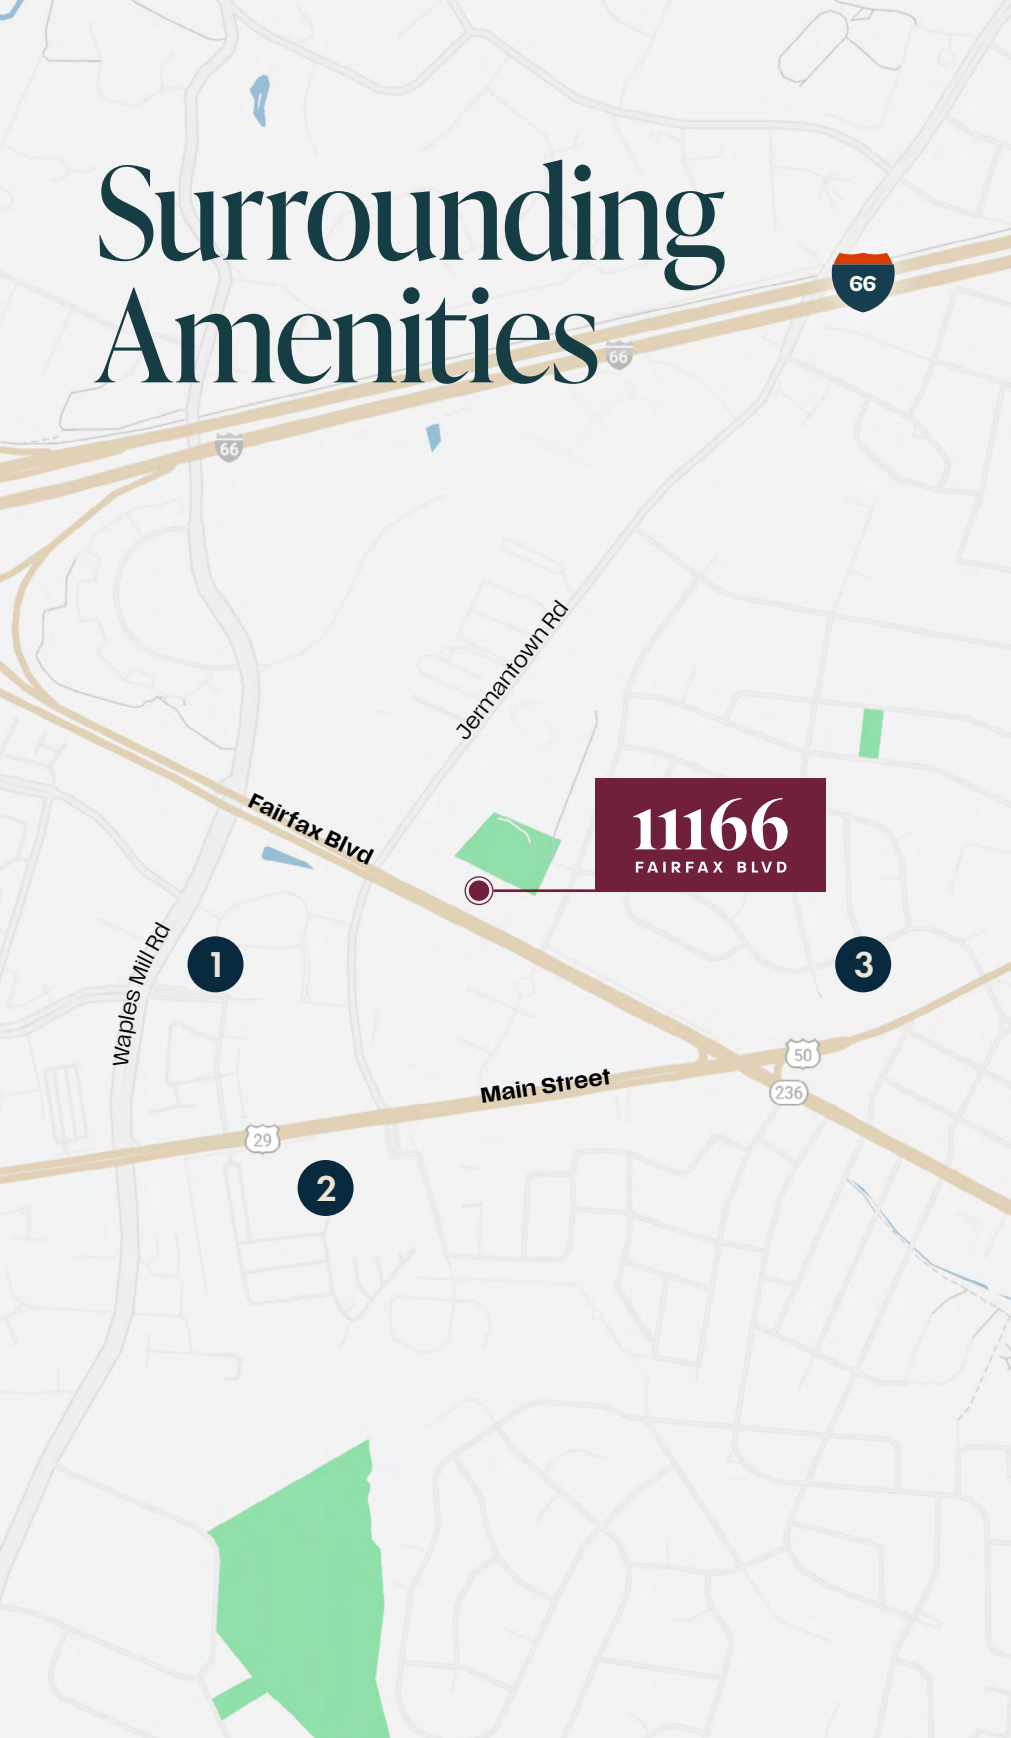 Surrounding
Amenities
66
66
66
Jermantown Rd
Fairfax Blvd
11166
FAIRFAX BLVD
Waples Mill Rd
1
3
50
Main Street
236
29
2